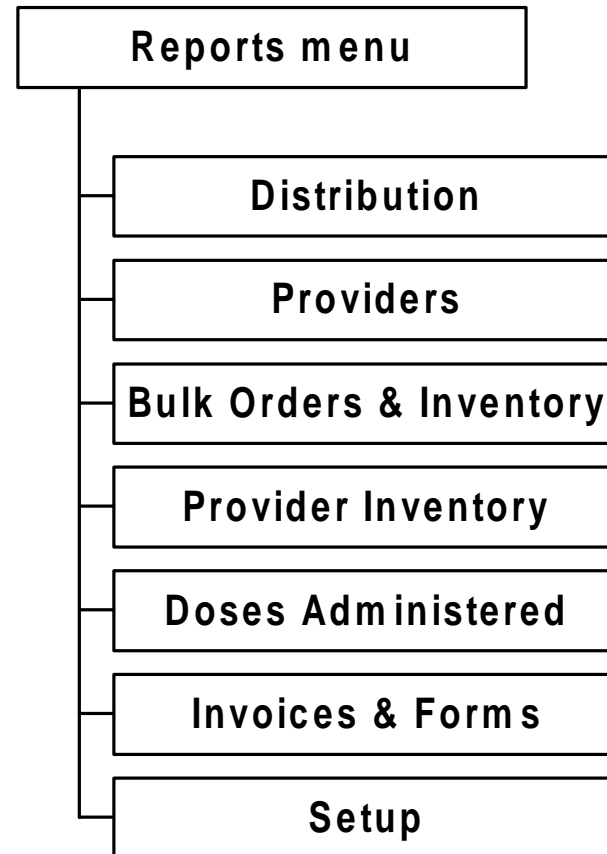 Reports menu
Distribution
Providers
Bulk Orders & Inventory
Provider Inventory
Doses Administered
Invoices & Forms
Setup